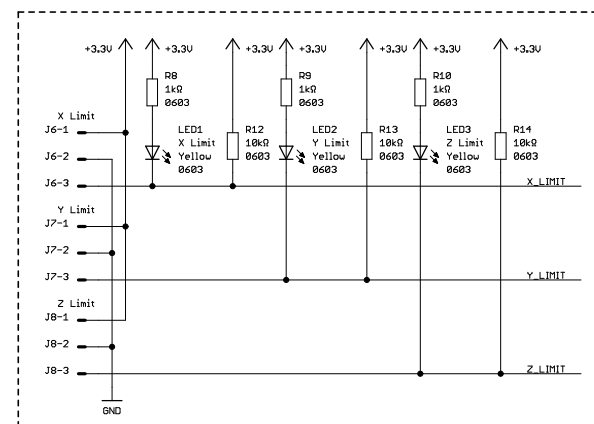 +3.3V +3.3V +3.3V +3.3V +3.3V +3.3V +3.3V
R8 R9 R10
1kΩ 1kΩ 1kΩ
0603 0603 0603
X Limit LED1 R12 LED2 R13 LED3 R14
J6-1 X Limit 10kΩ Y Limit 10kΩ Z Limit 10kΩ
J6-2 Yellow 0603 Yellow 0603 Yellow 0603
0603 0603 0603
J6-3 X_LIMIT
Y Limit
J7-1
J7-2
J7-3 Y_LIMIT
Z Limit
J8-1
J8-2
J8-3 Z_LIMIT
GND